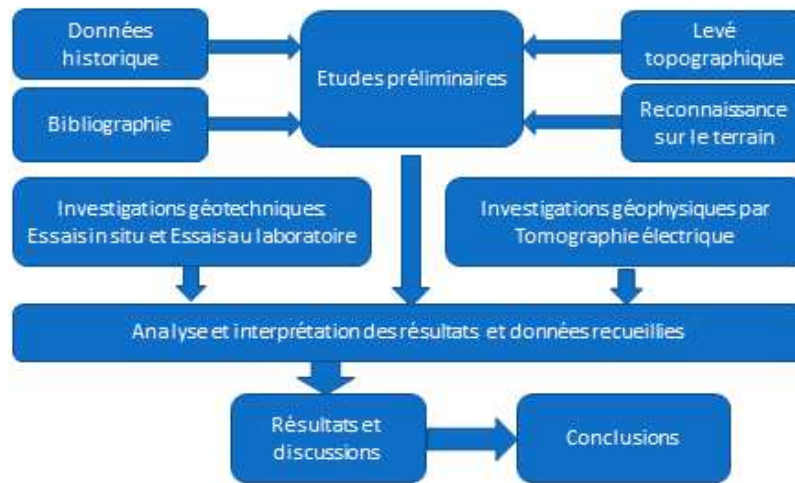 Données
historique
Bibliographie
Etudes préliminaires
Levé
topographique
Reconnaissance
sur le terrain
Investigations géotechniques:
Essais in situ et Essais au laboratoire
Investigations géophysiques par
Tomographie électrique
Analyse et interprétation des résultats et données recueillies
Résultats et
discussions
Conclusions